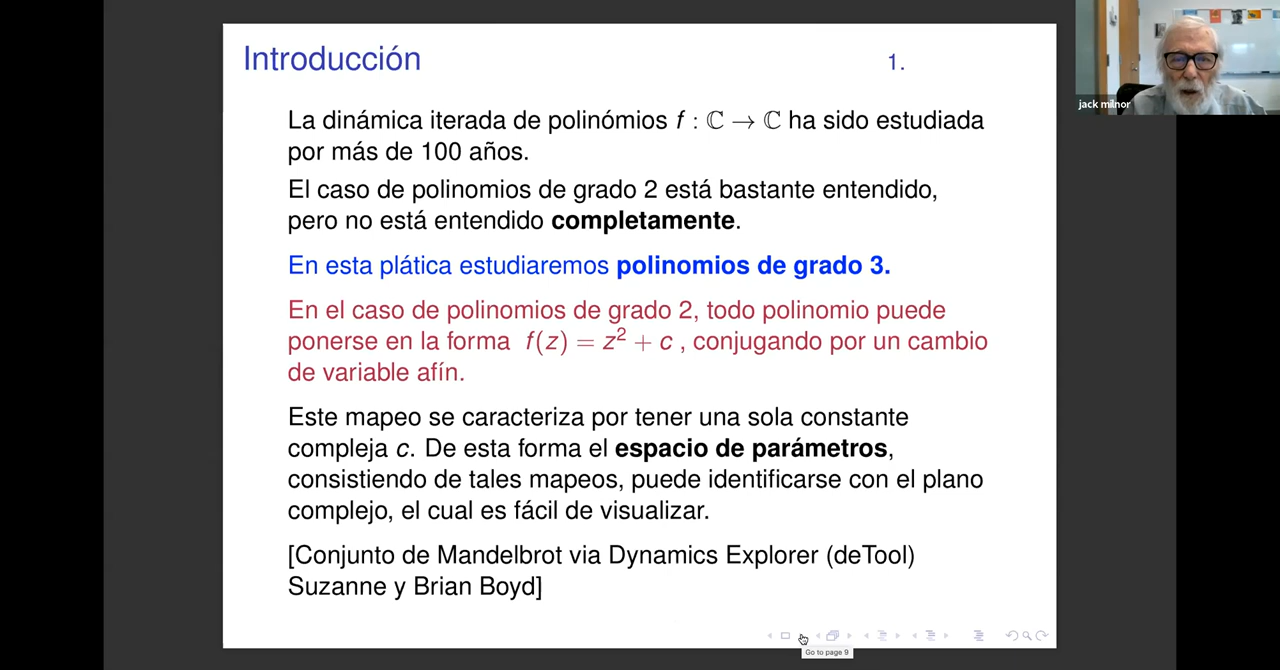 Introducción 1.
La dinámica iterada de polinómios f : ℂ → ℂ ha sido estudiada
por más de 100 años.
El caso de polinomios de grado 2 está bastante entendido,
pero no está entendido completamente.
En esta plática estudiaremos polinomios de grado 3.
En el caso de polinomios de grado 2, todo polinomio puede
ponerse en la forma f(z) = z² + c , conjugando por un cambio
de variable afín.
Este mapeo se caracteriza por tener una sola constante
compleja c. De esta forma el espacio de parámetros,
consistiendo de tales mapeos, puede identificarse con el plano
complejo, el cual es fácil de visualizar.
[Conjunto de Mandelbrot via Dynamics Explorer (deTool)
Suzanne y Brian Boyd]
Go to page 9
jack milnor